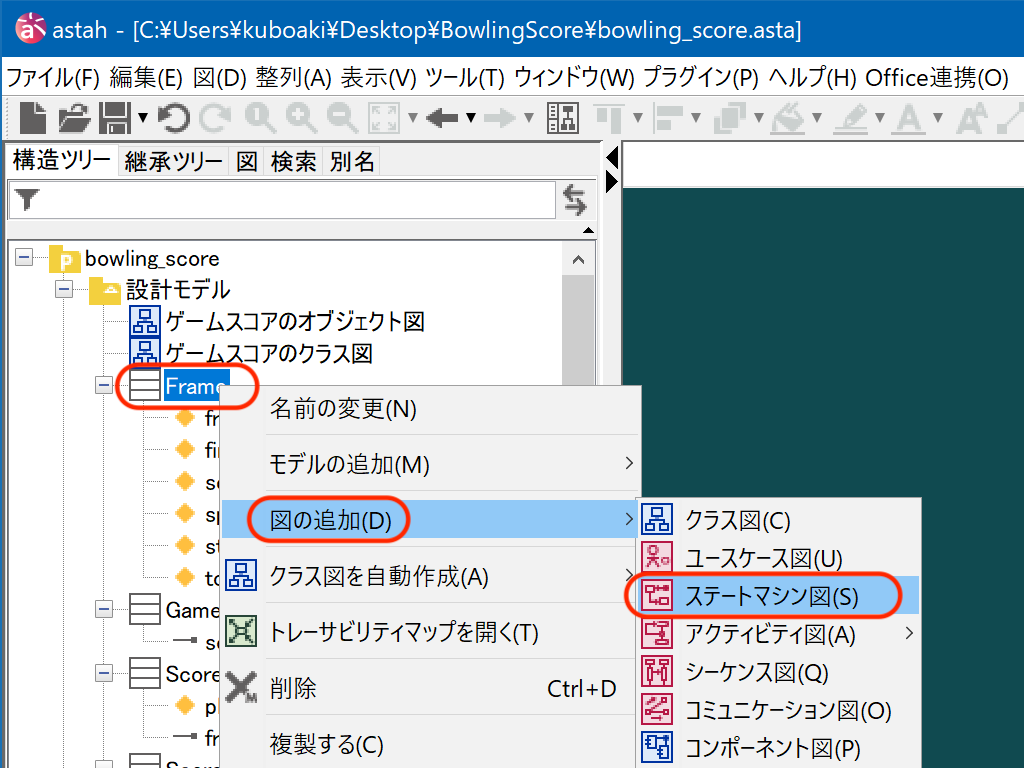 astah - [C:¥Users¥kuboaki¥Desktop¥BowlingScore¥bowling_score.asta]
ファイル(F) 編集(E) 図(D) 整列(A) 表示(V) ツール(T) ウィンドウ(W) プラグイン(P) ヘルプ(H) Office連携(O)
構造ツリー 継承ツリー 図 検索 別名
bowling_score
設計モデル
ゲームスコアのオブジェクト図
ゲームスコアのクラス図
Frame
名前の変更(N)
モデルの追加(M)
図の追加(D)
クラス図を自動作成(A)
トレーサビリティマップを開く(T)
削除 Ctrl+D
複製する(C)
クラス図(C)
ユースケース図(U)
ステートマシン図(S)
アクティビティ図(A)
シーケンス図(Q)
コミュニケーション図(O)
コンポーネント図(P)
Game
Score